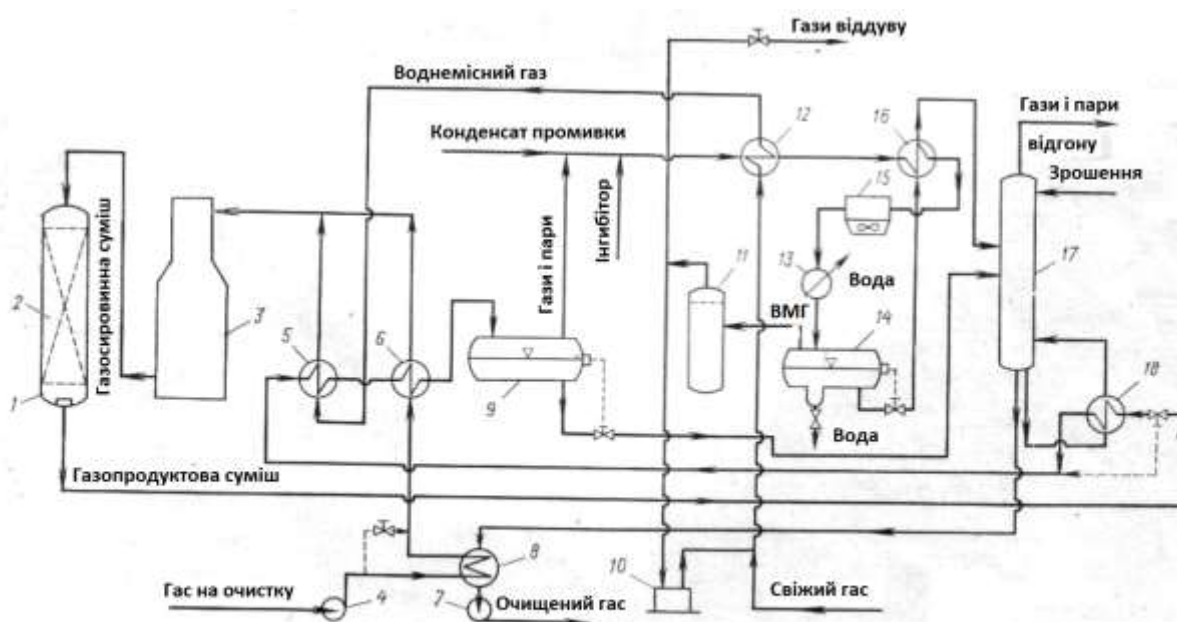 Гази віддуву
Воднемісний газ
Гази і пари
12
16
Конденсат промивки
відгону
Зрошення
15
Газосировинна суміш
Гази і пари
Інгибітор
11
13
Вода
17
2
3
ВМГ
14
5
6
18
1
9
Вода
Газопродуктова суміш
8
10
Гас на очистку
4
7
Очищений гас
Свіжий гас